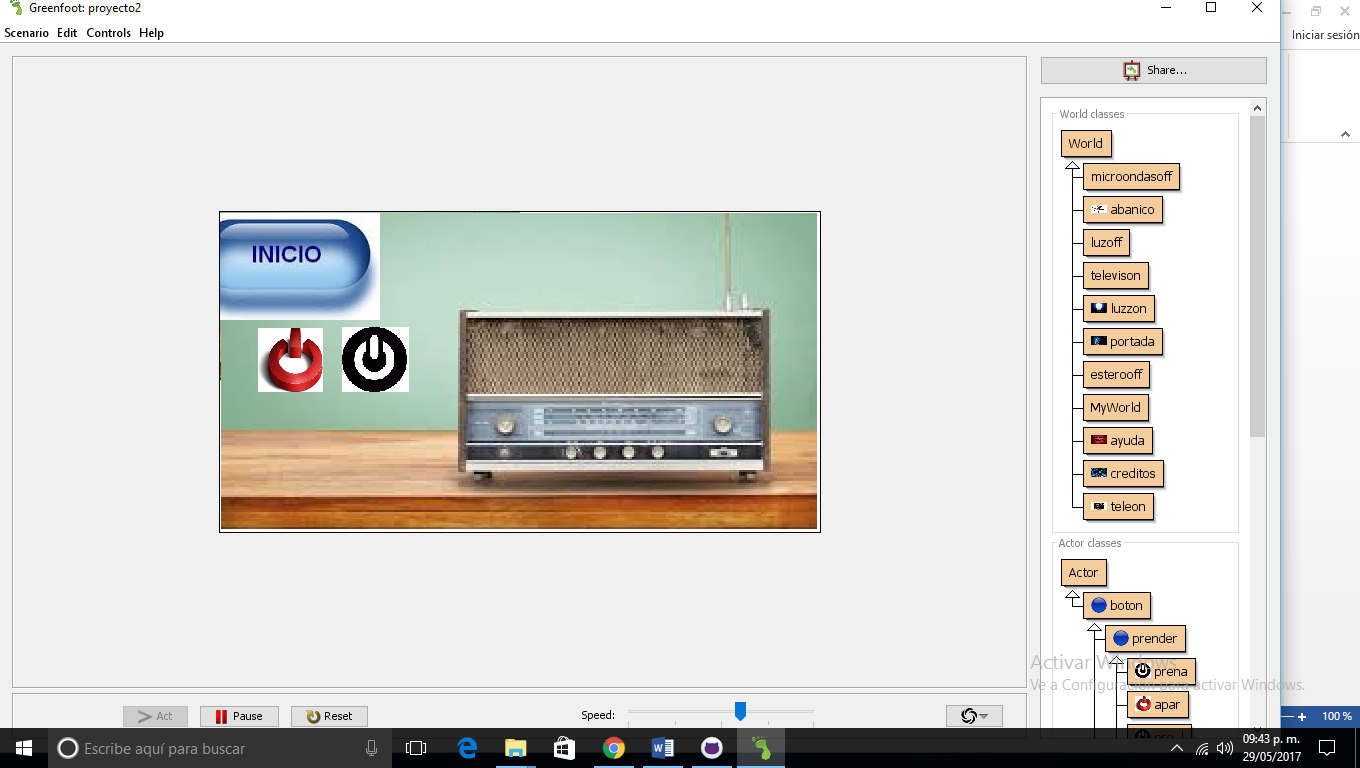 Greenfoot: proyecto2
Iniciar sesión
Scenario Edit Controls Help
Share...
World classes
World
microondasoff
abanico
luzoff
televison
luzzon
portada
esterooff
MyWorld
ayuda
creditos
teleon
INICIO
Actor classes
Actor
boton
prender
prena
apar
Activar Windows
Ve a Configuración para activar Windows.
Act
Pause
Reset
Speed:
100 %
Escribe aquí para buscar
09:43 p. m.
29/05/2017